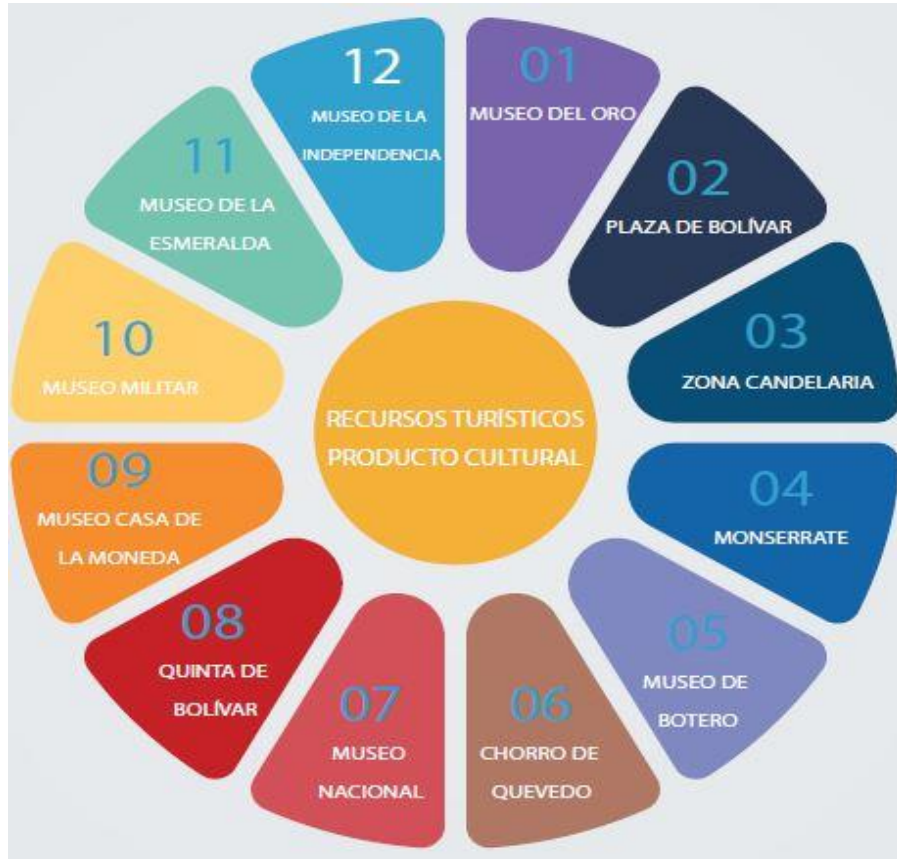 RECURSOS TURÍSTICOS
PRODUCTO CULTURAL
01
MUSEO DEL ORO
02
PLAZA DE BOLÍVAR
03
ZONA CANDELARIA
04
MONSERRATE
05
MUSEO DE
BOTERO
06
CHORRO DE
QUEVEDO
07
MUSEO
NACIONAL
08
QUINTA DE
BOLÍVAR
09
MUSEO CASA DE
LA MONEDA
10
MUSEO MILITAR
11
MUSEO DE LA
ESMERALDA
12
MUSEO DE LA
INDEPENDENCIA